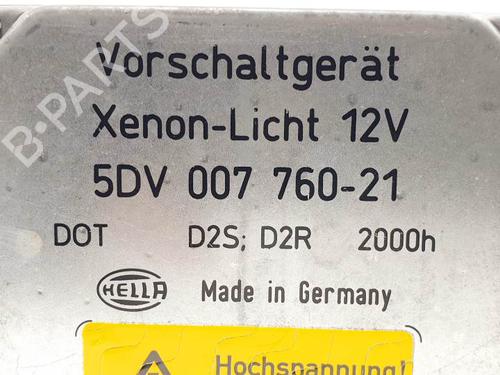 Vorschaltgerät
Xenon-Licht 12V
5DV 007 760-21
DOT D2S; D2R 2000h
HELLA Made in Germany
Hochspannung!
B-PARTS